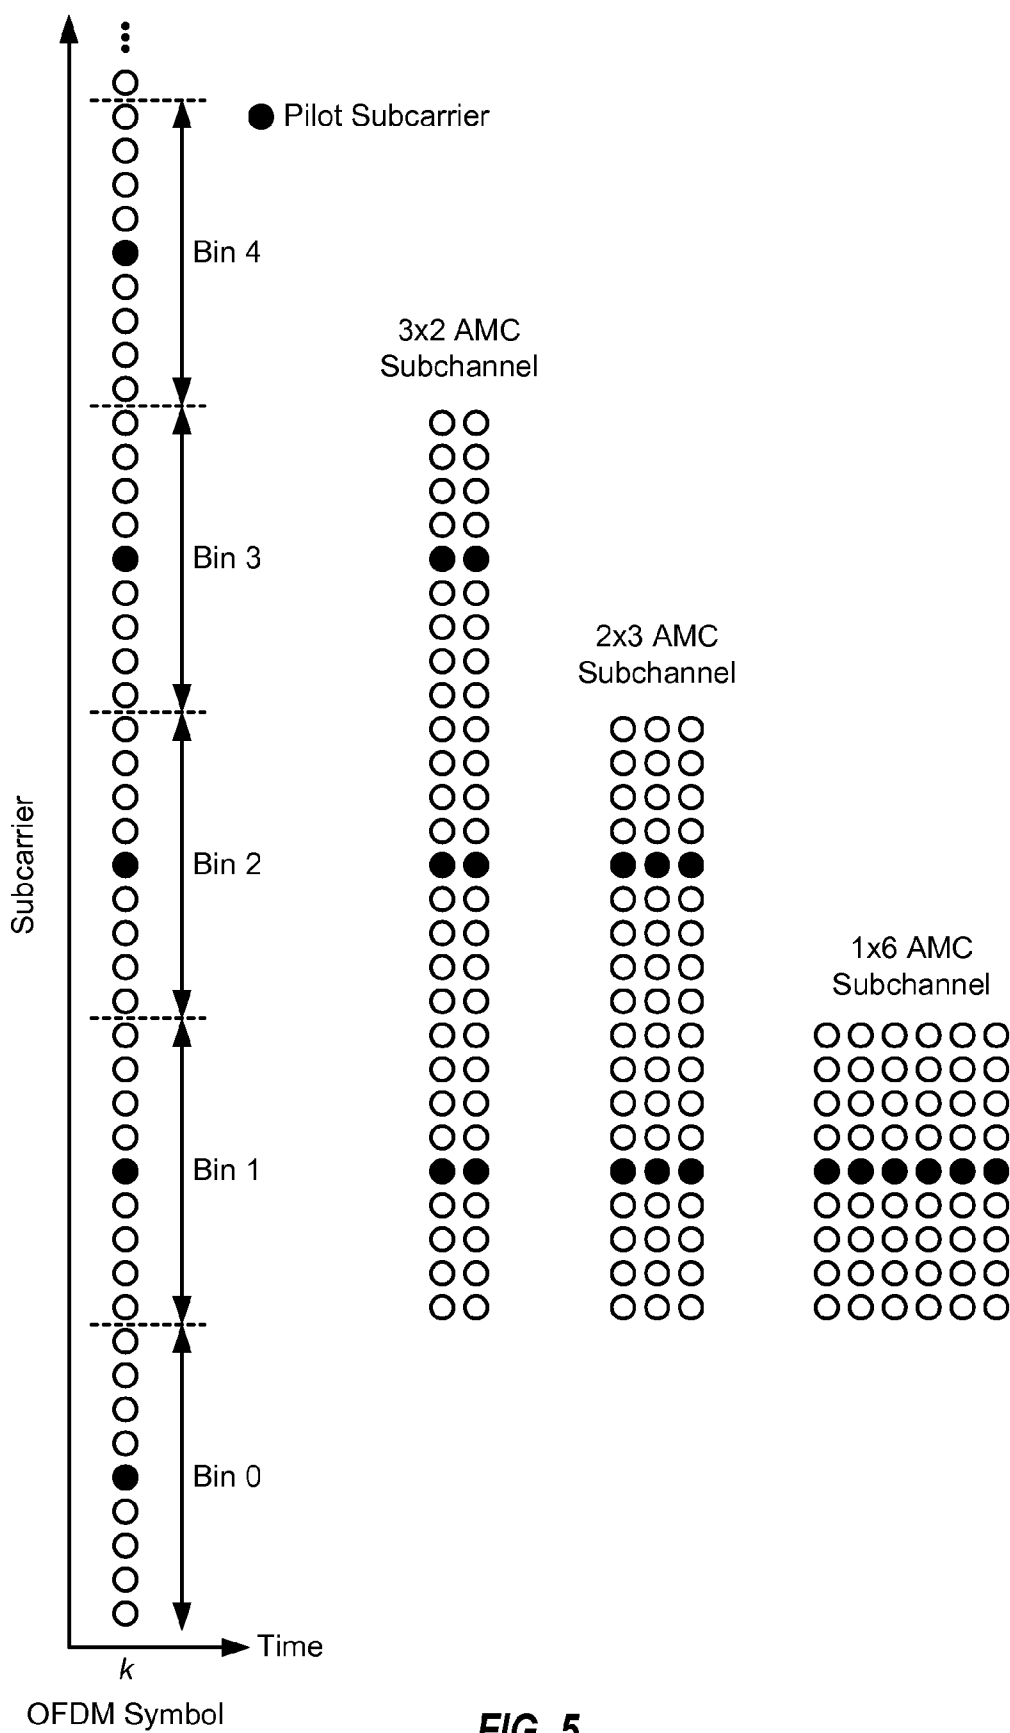 Pilot Subcarrier
Bin 4
3x2 AMC
Subchannel
Bin 3
2x3 AMC
Subchannel
Bin 2
Subcarrier
1x6 AMC
Subchannel
Bin 1
Bin 0
Time
k
OFDM Symbol
FIG. 5